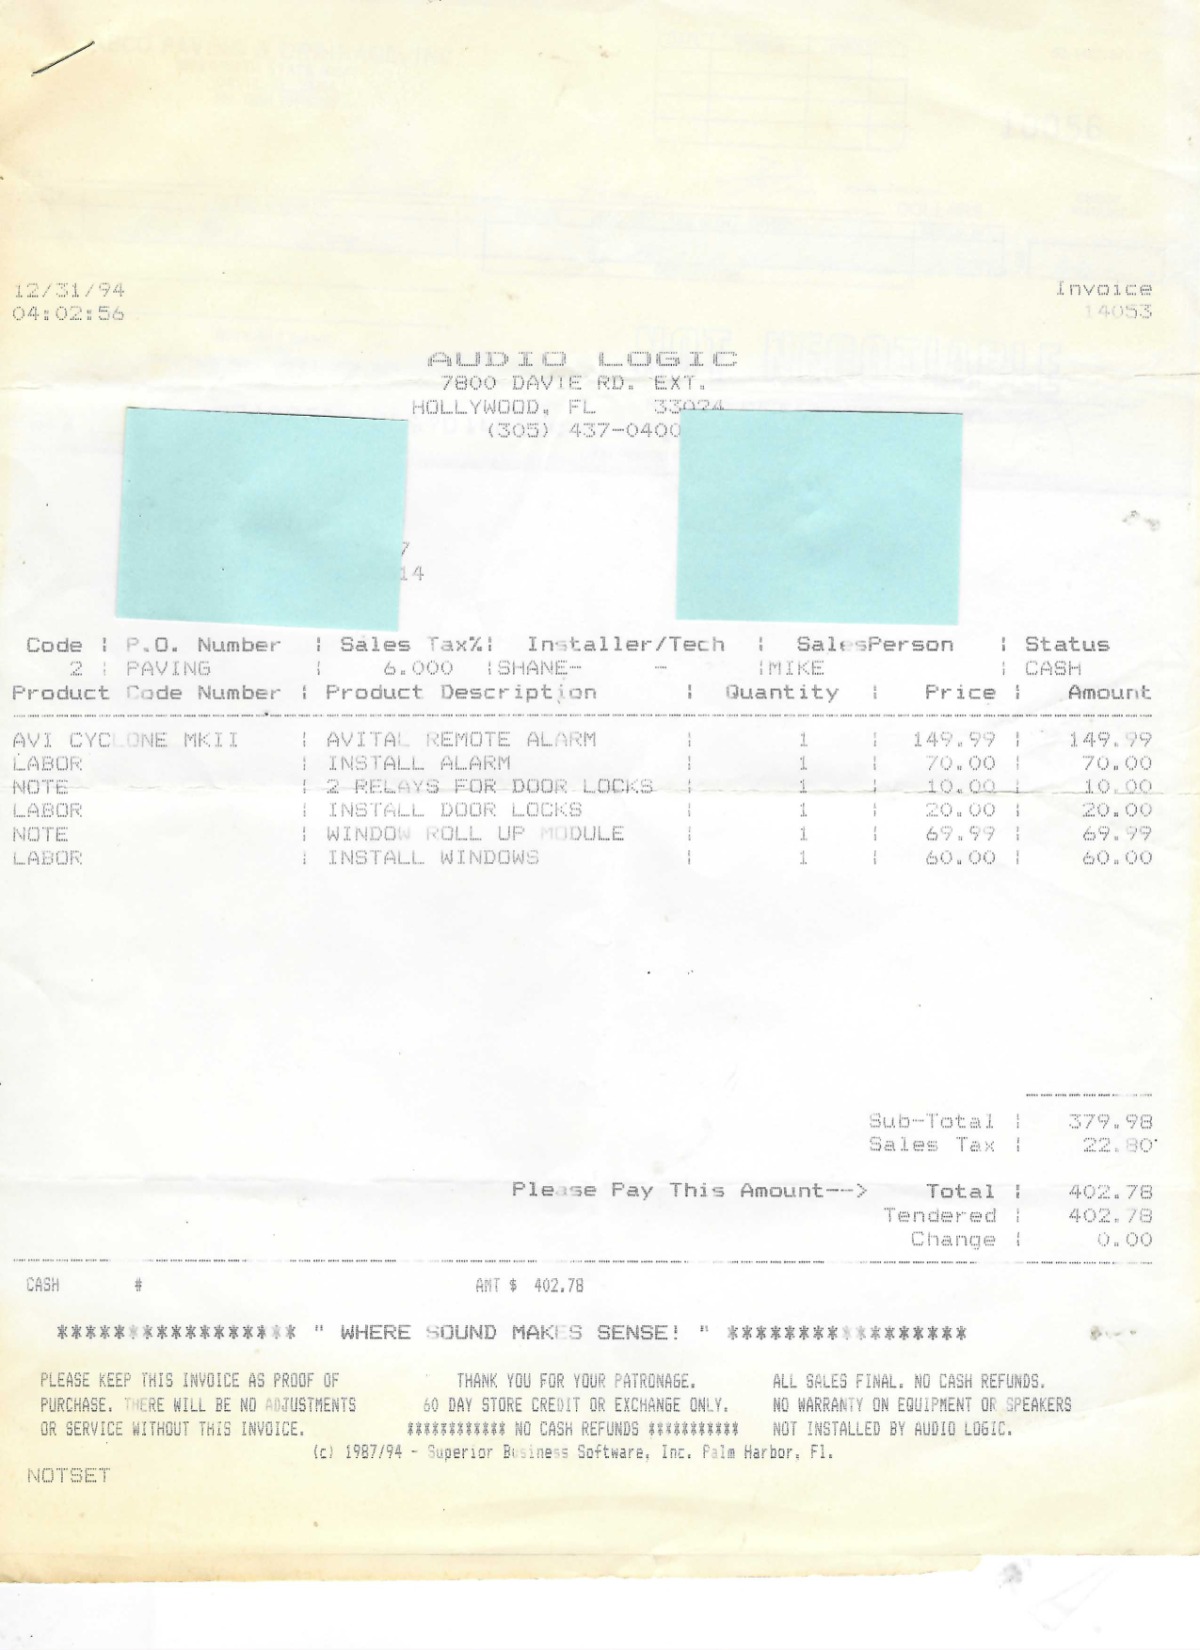 12/31/94 Invoice
04:02:56 14053
AUDIO LOGIC
7800 DAVIE RD. EXT.
HOLLYWOOD, FL 33024
(305) 437-0400
7
14
Code | P.O. Number | Sales Tax%| Installer/Tech | SalesPerson | Status
2 | PAVING | 6.000 |SHANE- - |MIKE | CASH
Product Code Number | Product Description | Quantity | Price | Amount
AVI CYCLONE MKII | AVITAL REMOTE ALARM | 1 | 149.99 | 149.99
LABOR | INSTALL ALARM | 1 | 70.00 | 70.00
NOTE | 2 RELAYS FOR DOOR LOCKS | 1 | 10.00 | 10.00
LABOR | INSTALL DOOR LOCKS | 1 | 20.00 | 20.00
NOTE | WINDOW ROLL UP MODULE | 1 | 69.99 | 69.99
LABOR | INSTALL WINDOWS | 1 | 60.00 | 60.00
Sub-Total | 379.98
Sales Tax | 22.80
Please Pay This Amount--> Total | 402.78
Tendered | 402.78
Change | 0.00
CASH # AMT $ 402.78
***************** " WHERE SOUND MAKES SENSE! " *****************
PLEASE KEEP THIS INVOICE AS PROOF OF THANK YOU FOR YOUR PATRONAGE. ALL SALES FINAL. NO CASH REFUNDS.
PURCHASE. THERE WILL BE NO ADJUSTMENTS 60 DAY STORE CREDIT OR EXCHANGE ONLY. NO WARRANTY ON EQUIPMENT OR SPEAKERS
OR SERVICE WITHOUT THIS INVOICE. ************ NO CASH REFUNDS *********** NOT INSTALLED BY AUDIO LOGIC.
(c) 1987/94 - Superior Business Software, Inc. Palm Harbor, Fl.
NOTSET